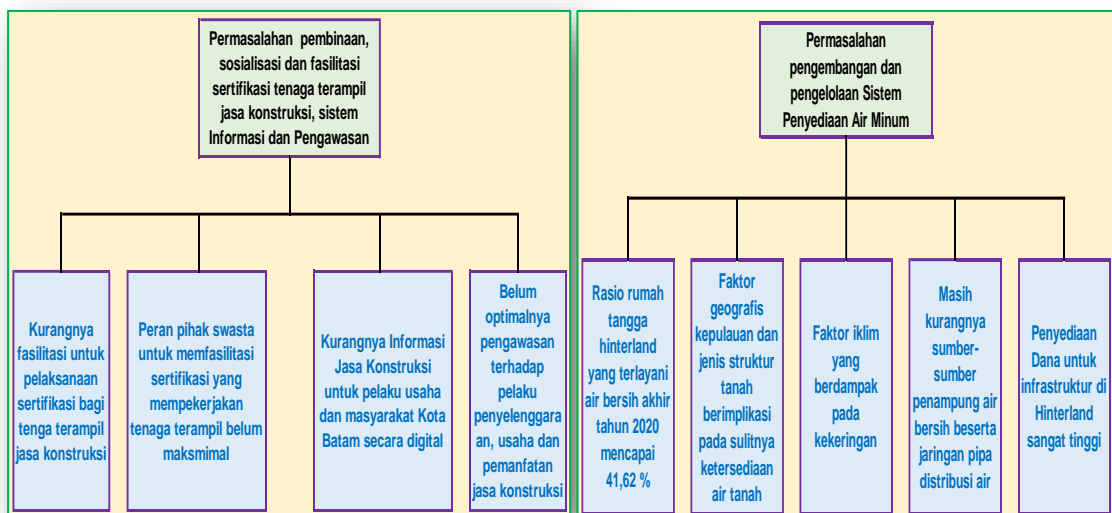 Permasalahan pembinaan,
sosialisasi dan fasilitasi
sertifikasi tenaga terampil
jasa konstruksi, sistem
Informasi dan Pengawasan
Kurangnya
fasilitasi untuk
pelaksanaan
sertifikasi bagi
tenga terampil
jasa konstruksi
Peran pihak swasta
untuk memfasilitasi
sertifikasi yang
mempekerjakan
tenaga terampil belum
maksmimal
Kurangnya Informasi
Jasa Konstruksi
untuk pelaku usaha
dan masyarakat Kota
Batam secara digital
Belum
optimalnya
pengawasan
terhadap
pelaku
penyelenggara
an, usaha dan
pemanfatan
jasa konstruksi
Permasalahan
pengembangan dan
pengelolaan Sistem
Penyediaan Air Minum
Rasio rumah
tangga
hinterland
yang terlayani
air bersih akhir
tahun 2020
mencapai
41,62 %
Faktor
geografis
kepulauan dan
jenis struktur
tanah
berimplikasi
pada sulitnya
ketersediaan
air tanah
Faktor iklim
yang
berdampak
pada
kekeringan
Masih
kurangnya
sumber-
sumber
penampung air
bersih beserta
jaringan pipa
distribusi air
Penyediaan
Dana untuk
infrastruktur di
Hinterland
sangat tinggi